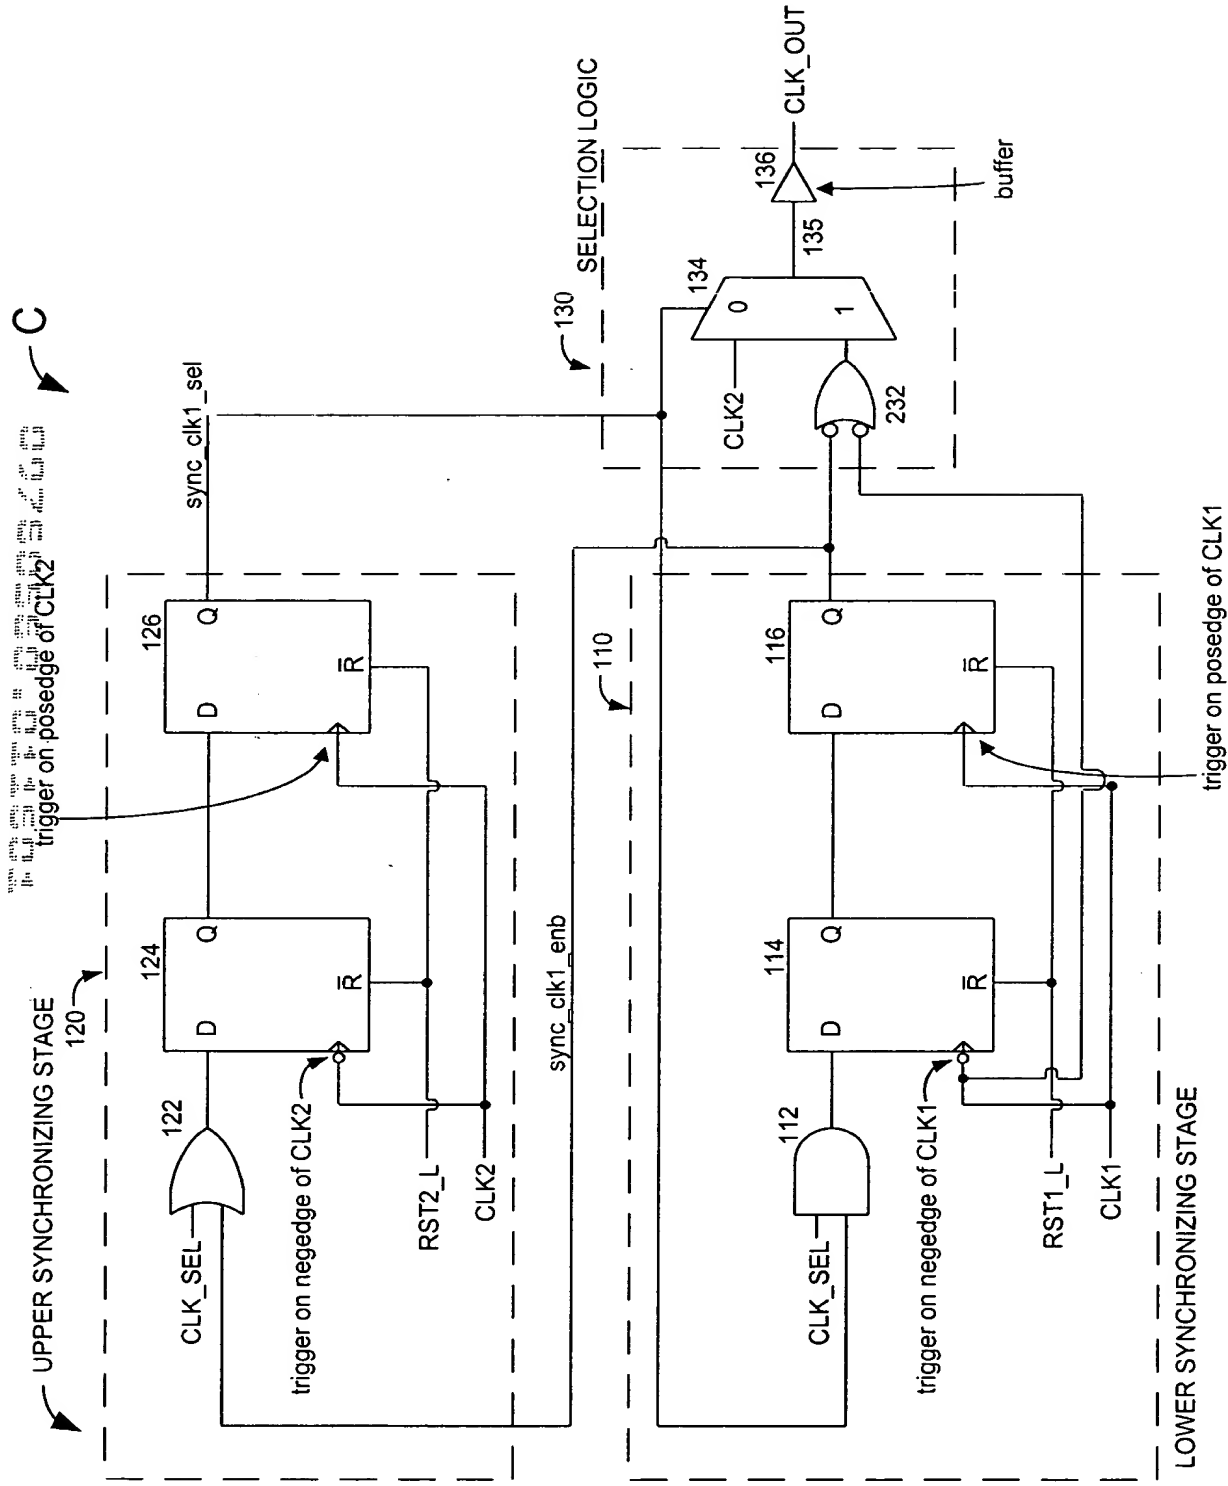 C
UPPER SYNCHRONIZING STAGE
120
trigger on posedge of CLK2
sync_clk1_sel
122
124
126
CLK_SEL
D
Q
R̅
D
Q
R̅
trigger on negedge of CLK2
RST2_L
CLK2
sync_clk1_enb
130
SELECTION LOGIC
134
0
1
CLK2
232
135
136
CLK_OUT
buffer
110
112
114
116
CLK_SEL
D
Q
R̅
D
Q
R̅
trigger on negedge of CLK1
RST1_L
CLK1
trigger on posedge of CLK1
LOWER SYNCHRONIZING STAGE